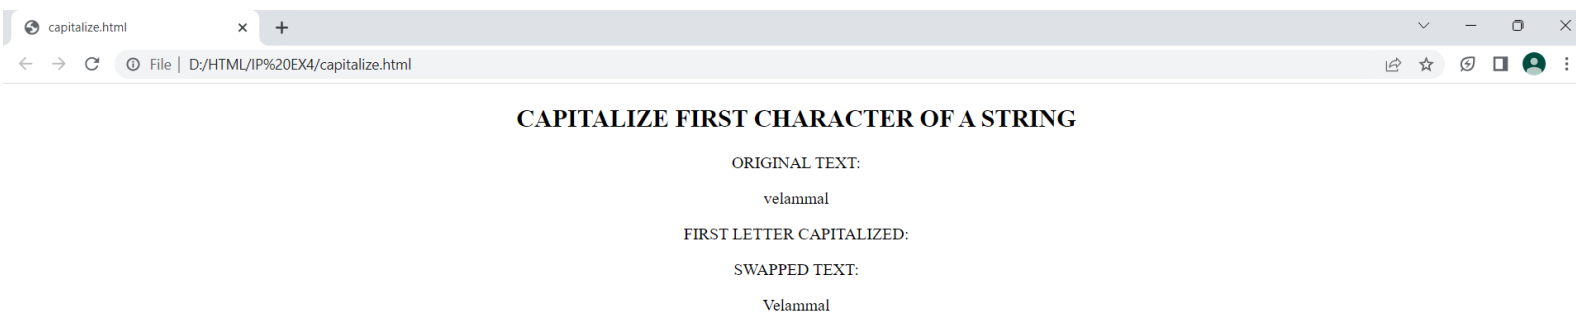 capitalize.html
File | D:/HTML/IP%20EX4/capitalize.html
CAPITALIZE FIRST CHARACTER OF A STRING
ORIGINAL TEXT:
velammal
FIRST LETTER CAPITALIZED:
SWAPPED TEXT:
Velammal